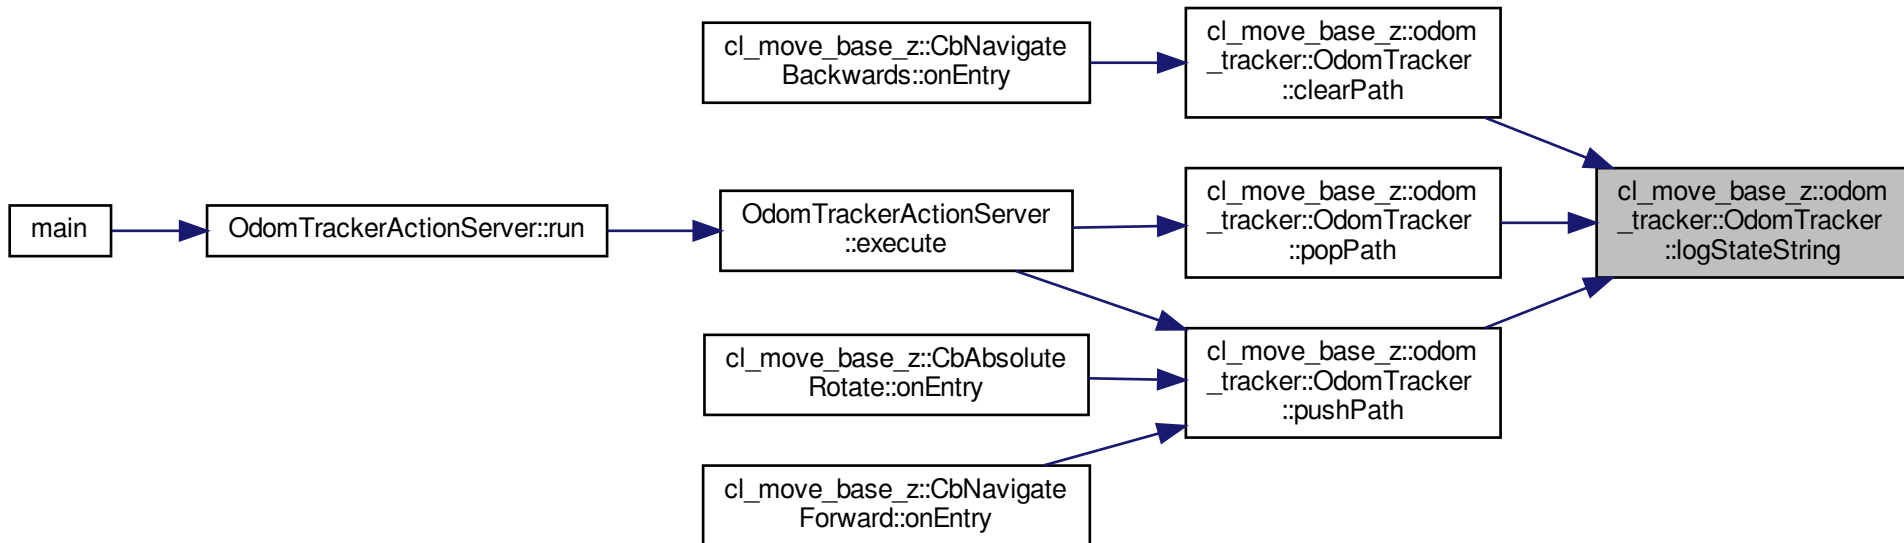 main
OdomTrackerActionServer::run
cl_move_base_z::CbNavigate
Backwards::onEntry
OdomTrackerActionServer
::execute
cl_move_base_z::CbAbsolute
Rotate::onEntry
cl_move_base_z::CbNavigate
Forward::onEntry
cl_move_base_z::odom
_tracker::OdomTracker
::clearPath
cl_move_base_z::odom
_tracker::OdomTracker
::popPath
cl_move_base_z::odom
_tracker::OdomTracker
::pushPath
cl_move_base_z::odom
_tracker::OdomTracker
::logStateString